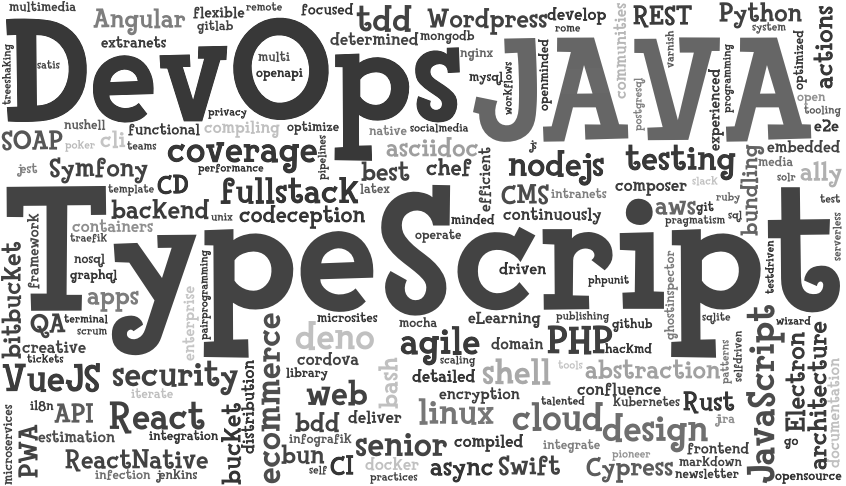 multimedia
Angular
flexible
remote
gitlab
focused
tdd
Wordpress
develop
rome
REST
Python
system
extranets
determined
mongodb
communities
varnish
actions
optimized
treeshaking
satis
DevOps
multi
openapi
nginx
mysql
JAVA
workflows
openminded
postgresql
experienced
programming
open
tooling
privacy
nushell
SOAP
poker
cli
functional
teams
compiling
optimize
native
socialmedia
js
e2e
jest
Symfony
coverage
performance
pipelines
asciidoc
best
chef
efficient
nodejs
testing
embedded
media
solr
a11y
template
CD
fullstack
latex
CMS
intranets
composer
slack
ruby
bundling
test
backend
unix
codeception
minded
continuously
aws
git
pragmatism
sql
serverless
containers
traefik
framework
TypeScript
operate
driven
phpunit
ghostinspector
testdriven
bitbucket
nosql
graphql
apps
enterprise
pairprogramming
QA
terminal
scrum
microsites
mocha
eLearning
publishing
github
sqlite
wizard
creative
tickets
ecommerce
deno
cordova
library
agile
scaling
domain
PHP
hackmd
patterns
selfdriven
JavaScript
Electron
architecture
documentation
VueJS
security
iterate
distribution
bash
detailed
shell
tools
abstraction
confluence
web
encryption
talented
kubernetes
Rust
jira
microservices
i18n
API
PWA
estimation
React
integration
bucket
bdd
deliver
infografik
linux
cloud
design
go
ReactNative
infection
jenkins
bun
self
CI
senior
docker
practices
compiled
async
Swift
integrate
pioneer
Cypress
frontend
markdown
newsletter
opensource